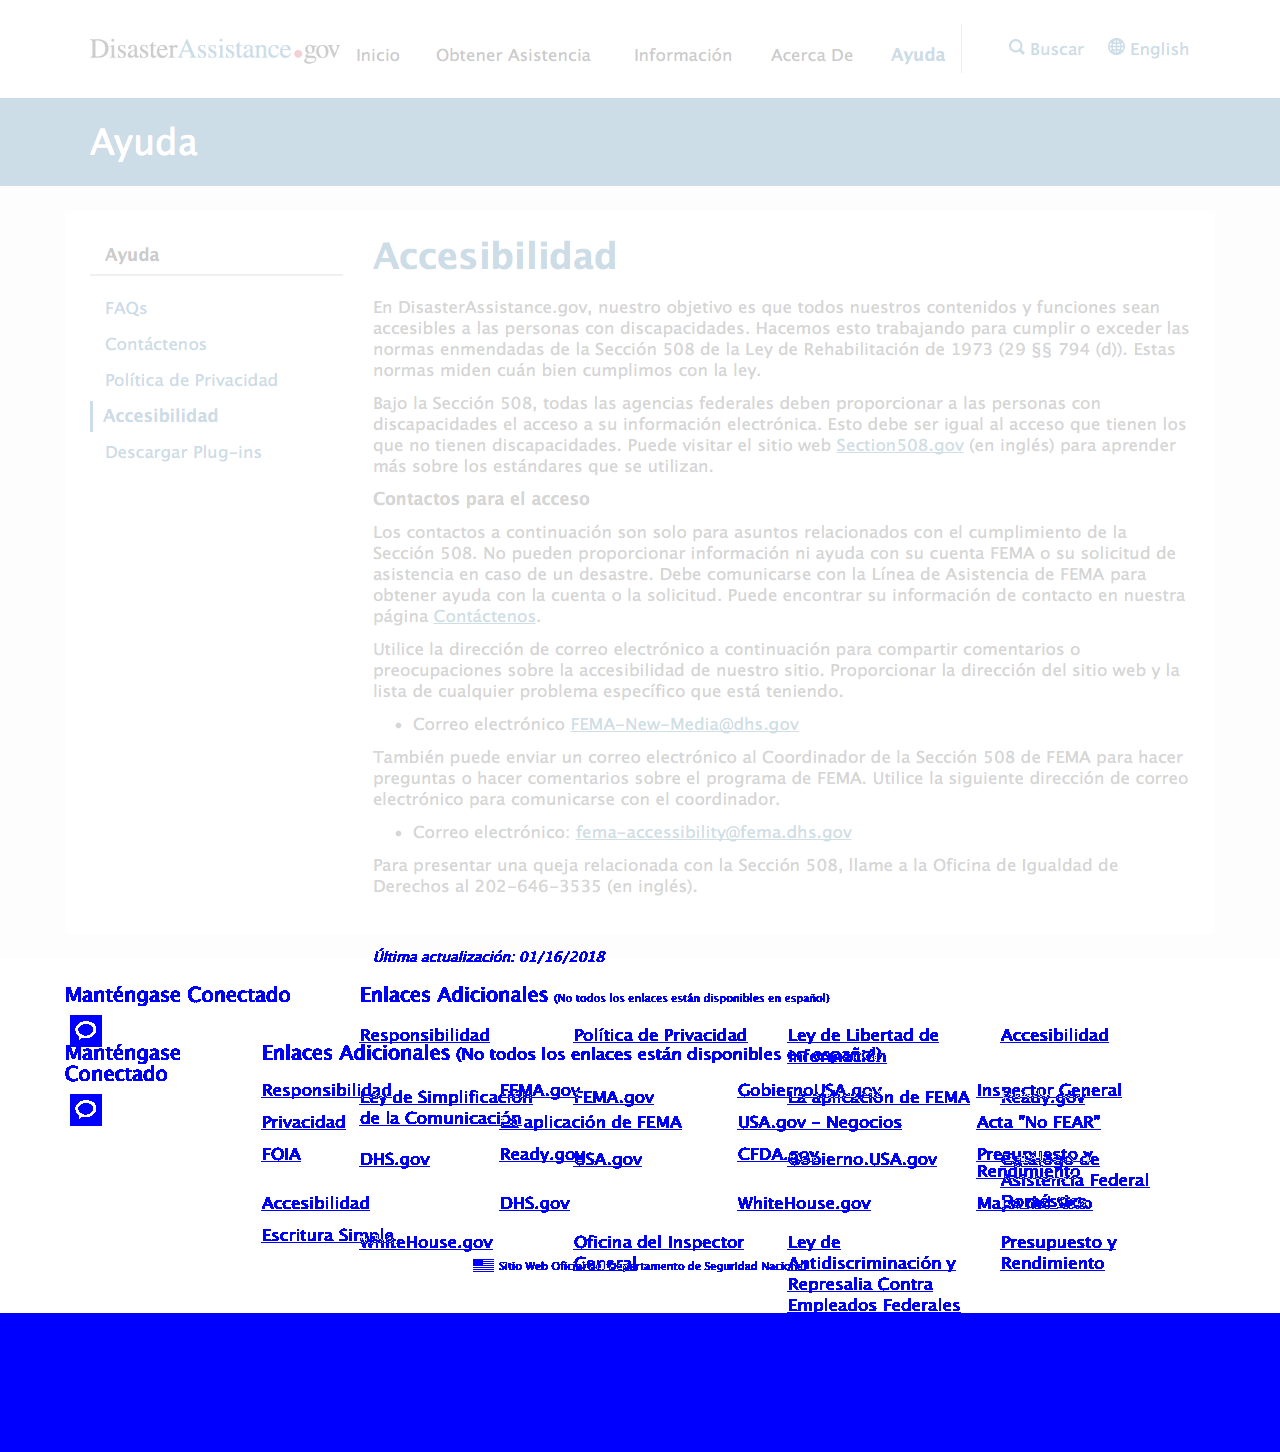 DisasterAssistance.gov
Inicio Obtener Asistencia Información Acerca De Ayuda Buscar English
Ayuda
Ayuda
FAQs
Contáctenos
Política de Privacidad
Accesibilidad
Descargar Plug-ins
Accesibilidad
En DisasterAssistance.gov, nuestro objetivo es que todos nuestros contenidos y funciones sean
accesibles a las personas con discapacidades. Hacemos esto trabajando para cumplir o exceder las
normas enmendadas de la Sección 508 de la Ley de Rehabilitación de 1973 (29 §§ 794 (d)). Estas
normas miden cuán bien cumplimos con la ley.
Bajo la Sección 508, todas las agencias federales deben proporcionar a las personas con
discapacidades el acceso a su información electrónica. Esto debe ser igual al acceso que tienen los
que no tienen discapacidades. Puede visitar el sitio web Section508.gov (en inglés) para aprender
más sobre los estándares que se utilizan.
Contactos para el acceso
Los contactos a continuación son solo para asuntos relacionados con el cumplimiento de la
Sección 508. No pueden proporcionar información ni ayuda con su cuenta FEMA o su solicitud de
asistencia en caso de un desastre. Debe comunicarse con la Línea de Asistencia de FEMA para
obtener ayuda con la cuenta o la solicitud. Puede encontrar su información de contacto en nuestra
página Contáctenos.
Utilice la dirección de correo electrónico a continuación para compartir comentarios o
preocupaciones sobre la accesibilidad de nuestro sitio. Proporcionar la dirección del sitio web y la
lista de cualquier problema específico que está teniendo.
• Correo electrónico FEMA-New-Media@dhs.gov
También puede enviar un correo electrónico al Coordinador de la Sección 508 de FEMA para hacer
preguntas o hacer comentarios sobre el programa de FEMA. Utilice la siguiente dirección de correo
electrónico para comunicarse con el coordinador.
• Correo electrónico: fema-accessibility@fema.dhs.gov
Para presentar una queja relacionada con la Sección 508, llame a la Oficina de Igualdad de
Derechos al 202-646-3535 (en inglés).
Última actualización: 01/16/2018
Manténgase Conectado
Enlaces Adicionales (No todos los enlaces están disponibles en español)
Responsibilidad Política de Privacidad Ley de Libertad de Accesibilidad
Información
Manténgase
Conectado
Enlaces Adicionales (No todos los enlaces están disponibles en español)
Responsibilidad FEMA.gov GobiernoUSA.gov Inspector General
Ley de Simplificación FEMA.gov La aplicación de FEMA Ready.gov
de la Comunicación
Privacidad La aplicación de FEMA USA.gov - Negocios Acta "No FEAR"
FOIA Ready.gov CFDA.gov Presupuesto y
Rendimiento
DHS.gov USA.gov Gobierno.USA.gov Catálogo de
Asistencia Federal
Doméstica
Accesibilidad DHS.gov WhiteHouse.gov
Escritura Simple
WhiteHouse.gov Oficina del Inspector Ley de Presupuesto y
General Antidiscriminación y Rendimiento
Represalia Contra
Empleados Federales
Sitio Web Oficial del Departamento de Seguridad Nacional